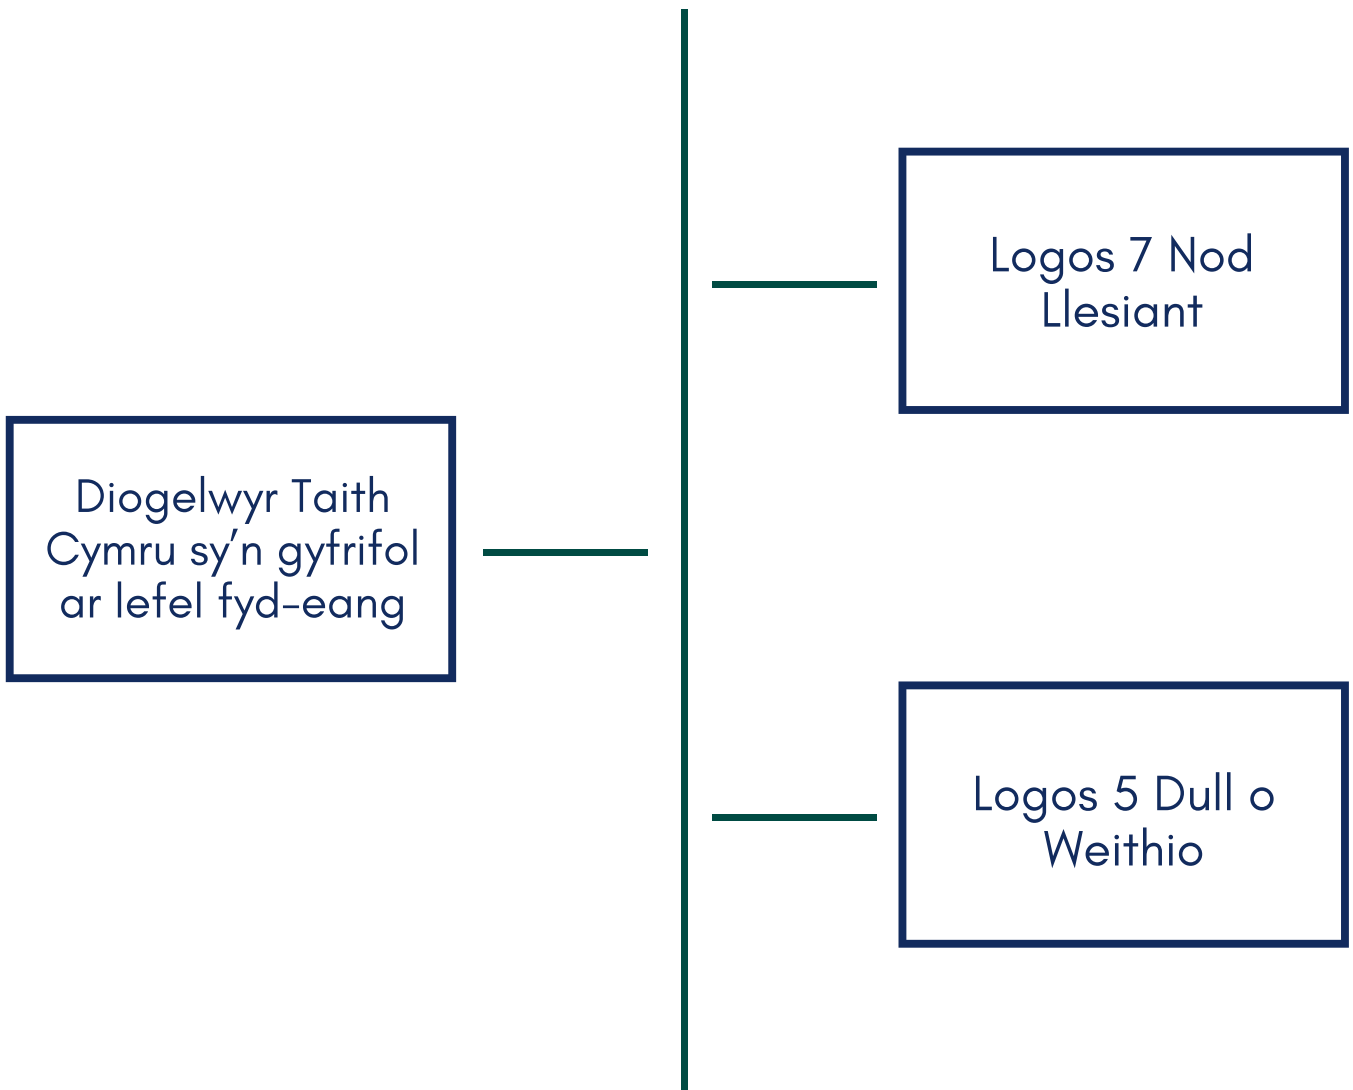 Logos 7 Nod
Llesiant
Diogelwyr Taith
Cymru sy’n gyfrifol
ar lefel fyd-eang
Logos 5 Dull o
Weithio